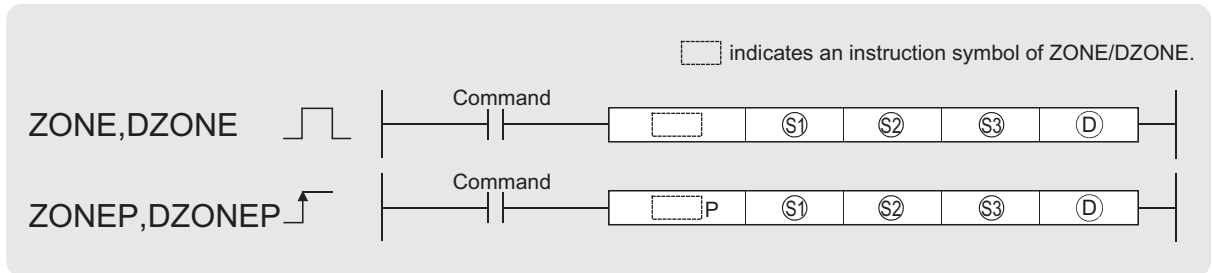 indicates an instruction symbol of ZONE/DZONE.
Command
ZONE,DZONE
S1 S2 S3 D
Command
ZONEP,DZONEP
P S1 S2 S3 D